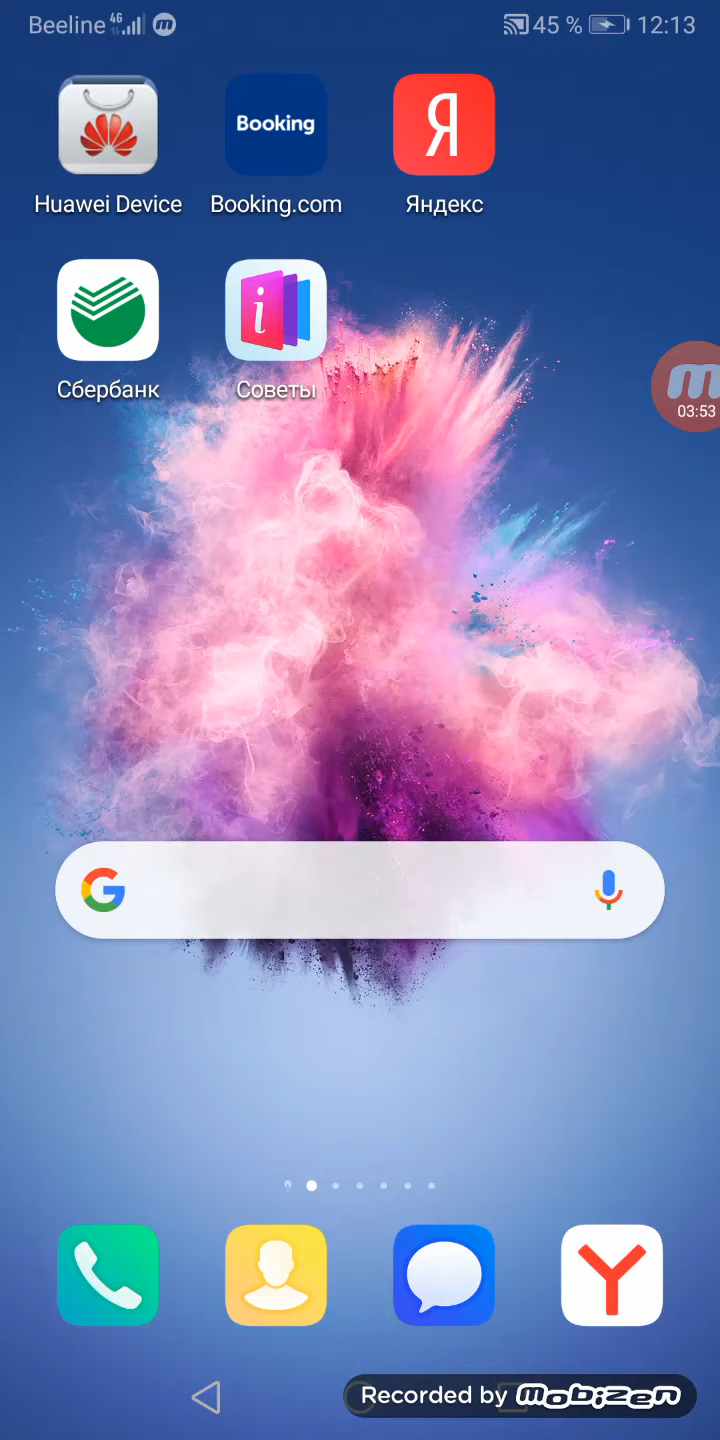 Beeline 4G
45 %
12:13
Booking
Я
Huawei Device
Booking.com
Яндекс
i
Сбербанк
Советы
03:53
G
Y
Recorded by mobizen